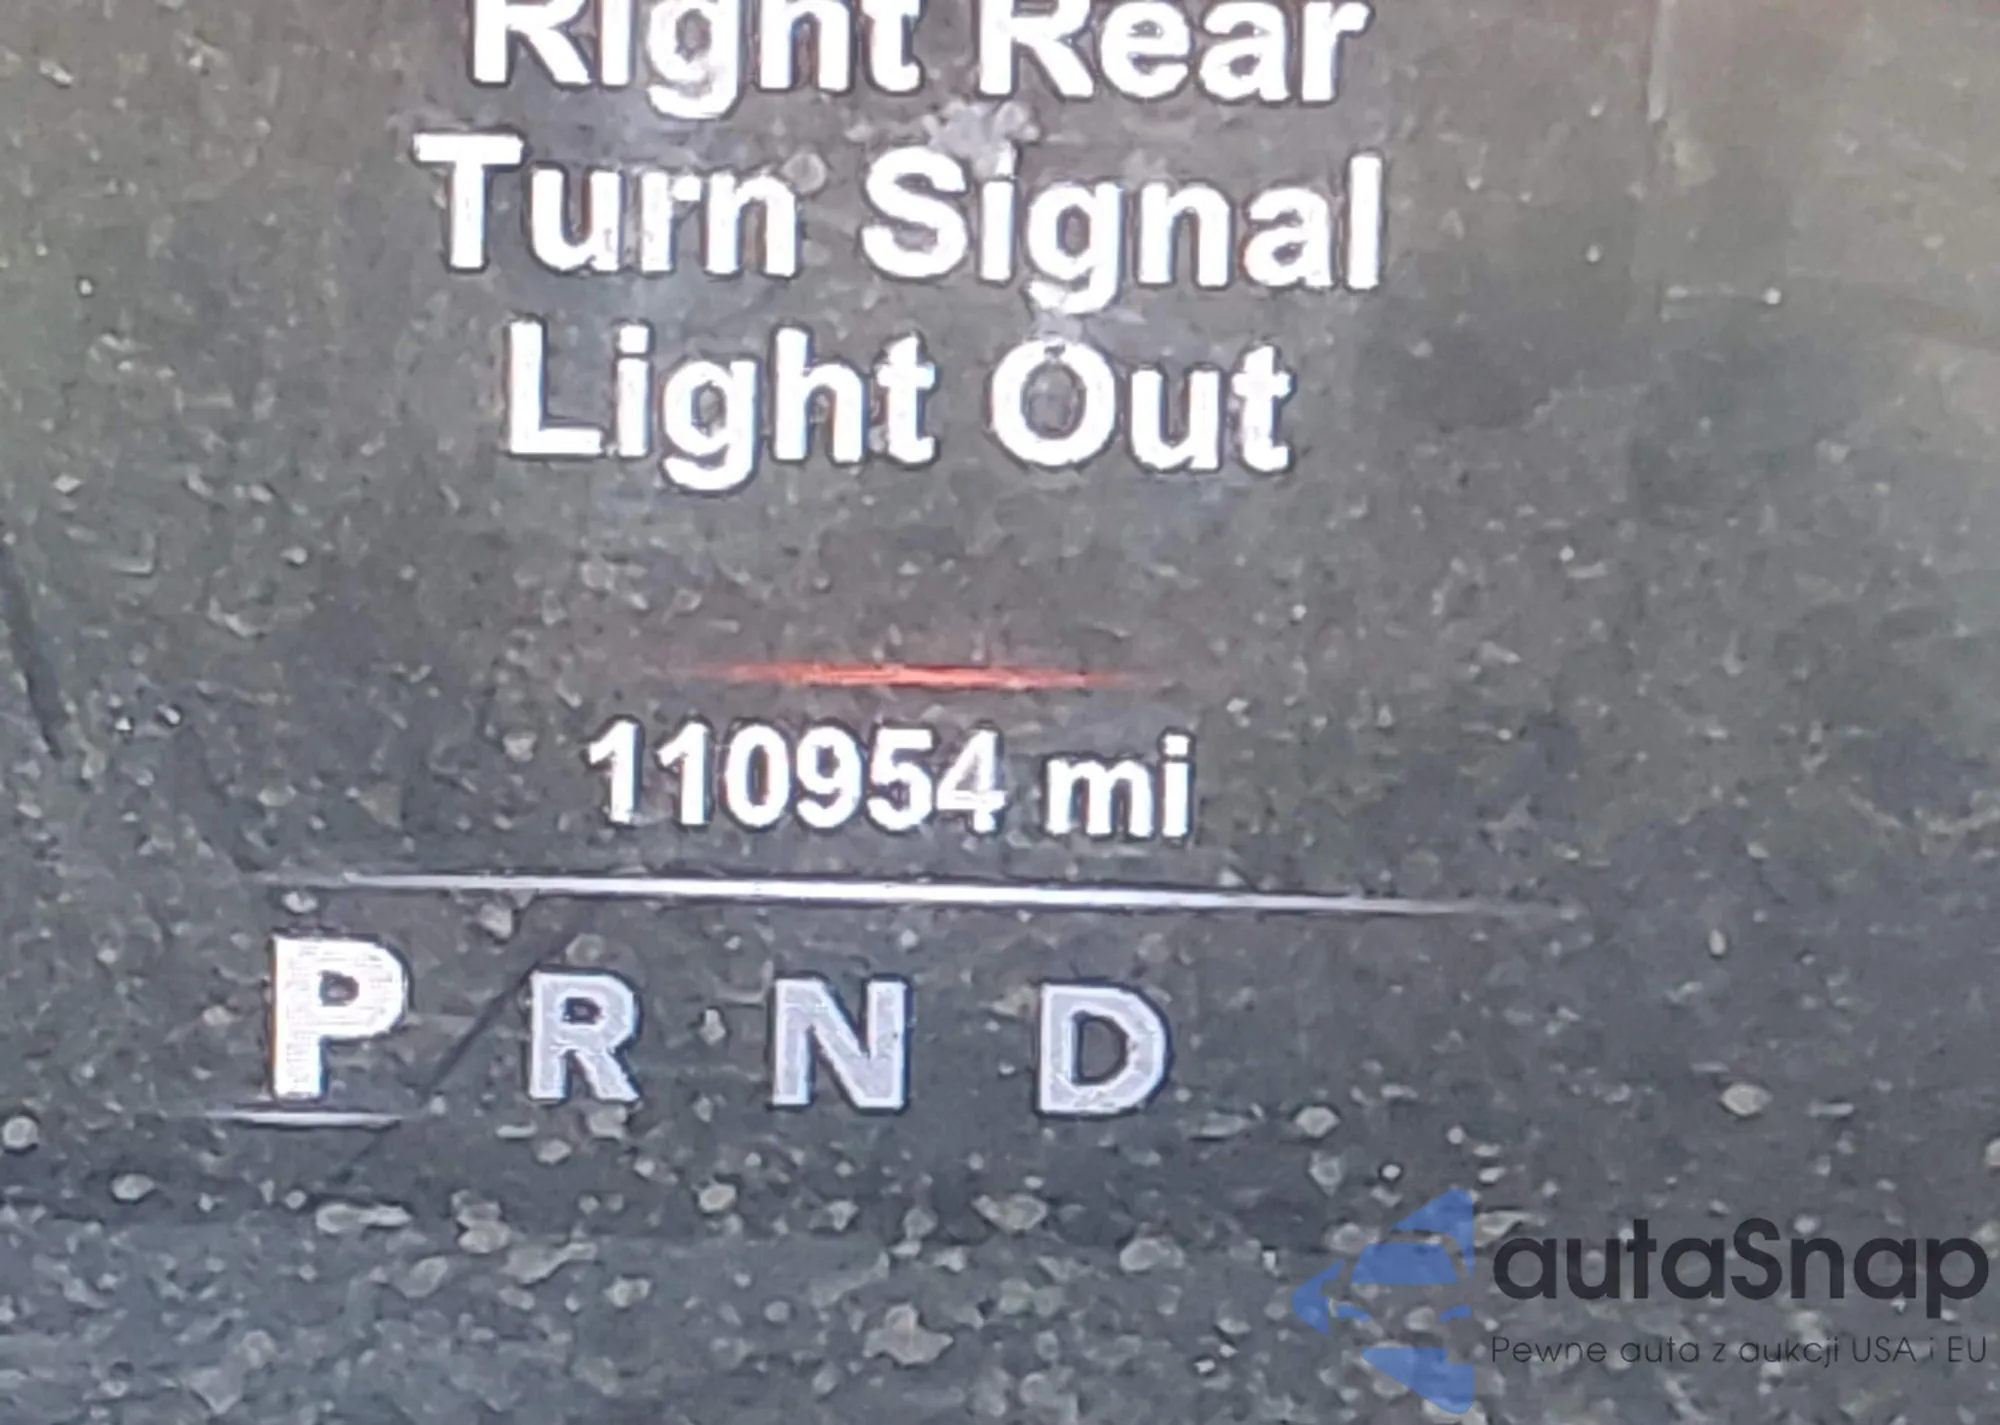 Right Rear
Turn Signal
Light Out
110954 mi
P R N D
autaSnap
Pewne auta z aukcji USA i EU